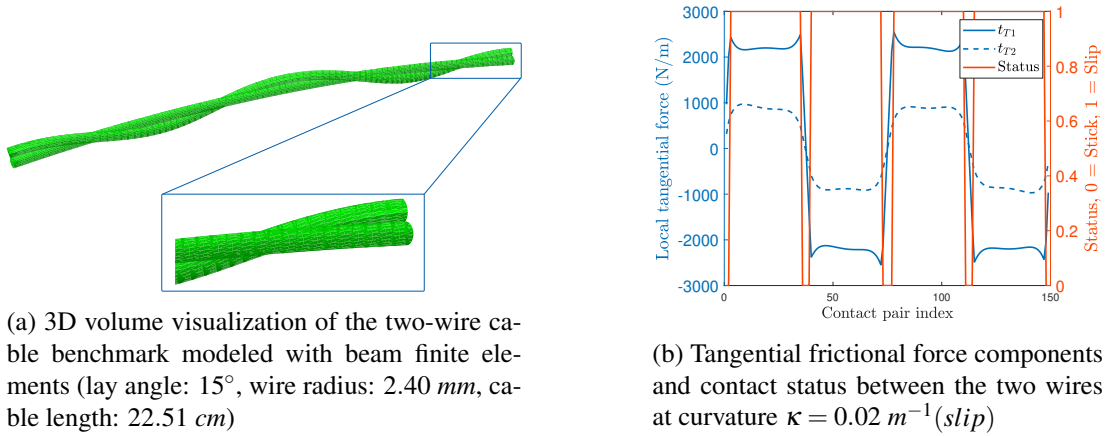 3000
2000
1000
0
-1000
-2000
-3000
Local tangential force (N/m)
0
50
100
150
Contact pair index
t_{T1}
t_{T2}
Status
1
0.8
0.6
0.4
0.2
0
Status, 0 = Stick, 1 = Slip
(a) 3D volume visualization of the two-wire ca-
ble benchmark modeled with beam finite ele-
ments (lay angle: 15°, wire radius: 2.40 mm, ca-
ble length: 22.51 cm)
(b) Tangential frictional force components
and contact status between the two wires
at curvature κ = 0.02 m⁻¹(slip)